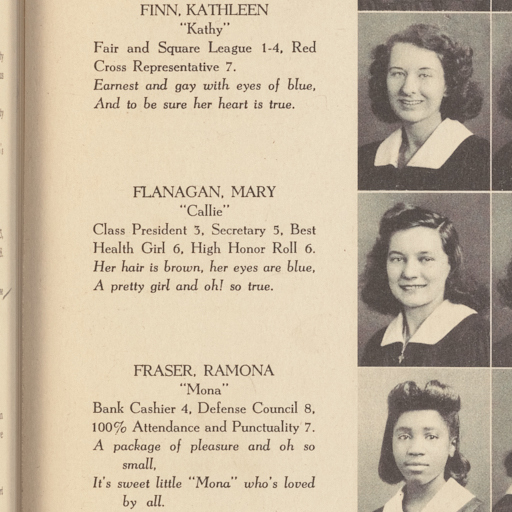 FINN, KATHLEEN
"Kathy"
Fair and Square League 1-4, Red
Cross Representative 7.
Earnest and gay with eyes of blue,
And to be sure her heart is true.
FLANAGAN, MARY
"Callie"
Class President 3, Secretary 5, Best
Health Girl 6, High Honor Roll 6.
Her hair is brown, her eyes are blue,
A pretty girl and oh! so true.
FRASER, RAMONA
"Mona"
Bank Cashier 4, Defense Council 8,
100% Attendance and Punctuality 7.
A package of pleasure and oh so
small,
It's sweet little "Mona" who's loved
by all.